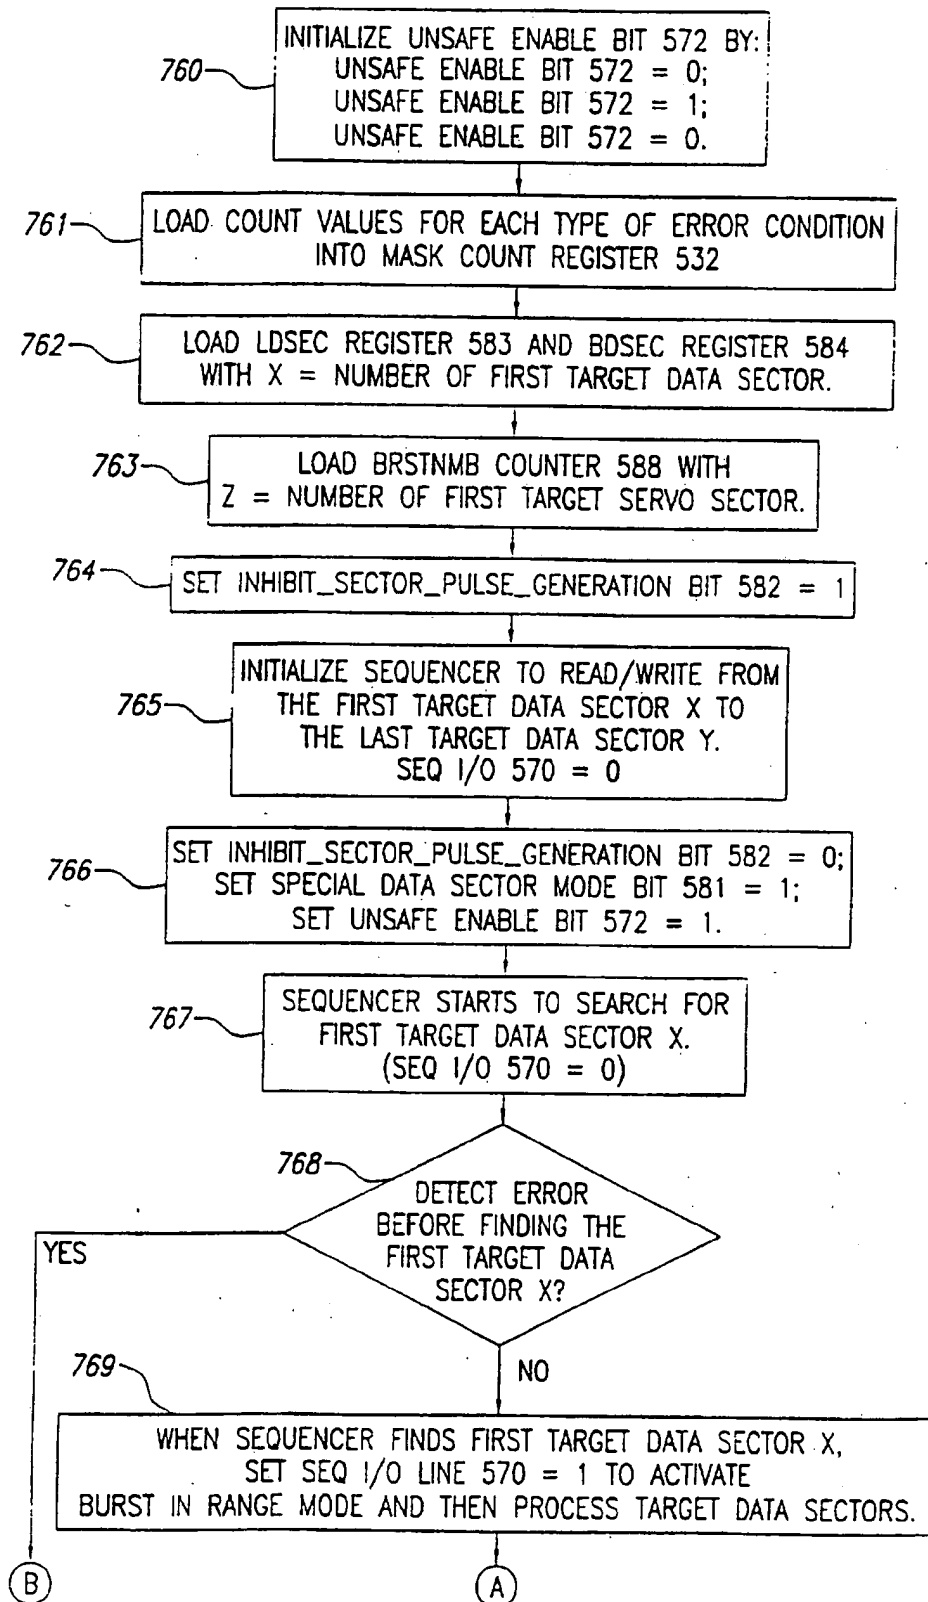 760
INITIALIZE UNSAFE ENABLE BIT 572 BY:
UNSAFE ENABLE BIT 572 = 0;
UNSAFE ENABLE BIT 572 = 1;
UNSAFE ENABLE BIT 572 = 0.
761
LOAD COUNT VALUES FOR EACH TYPE OF ERROR CONDITION
INTO MASK COUNT REGISTER 532
762
LOAD LDSEC REGISTER 583 AND BDSEC REGISTER 584
WITH X = NUMBER OF FIRST TARGET DATA SECTOR.
763
LOAD BRSTNMB COUNTER 588 WITH
Z = NUMBER OF FIRST TARGET SERVO SECTOR.
764
SET INHIBIT_SECTOR_PULSE_GENERATION BIT 582 = 1
765
INITIALIZE SEQUENCER TO READ/WRITE FROM
THE FIRST TARGET DATA SECTOR X TO
THE LAST TARGET DATA SECTOR Y.
SEQ I/O 570 = 0
766
SET INHIBIT_SECTOR_PULSE_GENERATION BIT 582 = 0;
SET SPECIAL DATA SECTOR MODE BIT 581 = 1;
SET UNSAFE ENABLE BIT 572 = 1.
767
SEQUENCER STARTS TO SEARCH FOR
FIRST TARGET DATA SECTOR X.
(SEQ I/O 570 = 0)
768
DETECT ERROR
BEFORE FINDING THE
FIRST TARGET DATA
SECTOR X?
YES
NO
769
WHEN SEQUENCER FINDS FIRST TARGET DATA SECTOR X,
SET SEQ I/O LINE 570 = 1 TO ACTIVATE
BURST IN RANGE MODE AND THEN PROCESS TARGET DATA SECTORS.
B
A